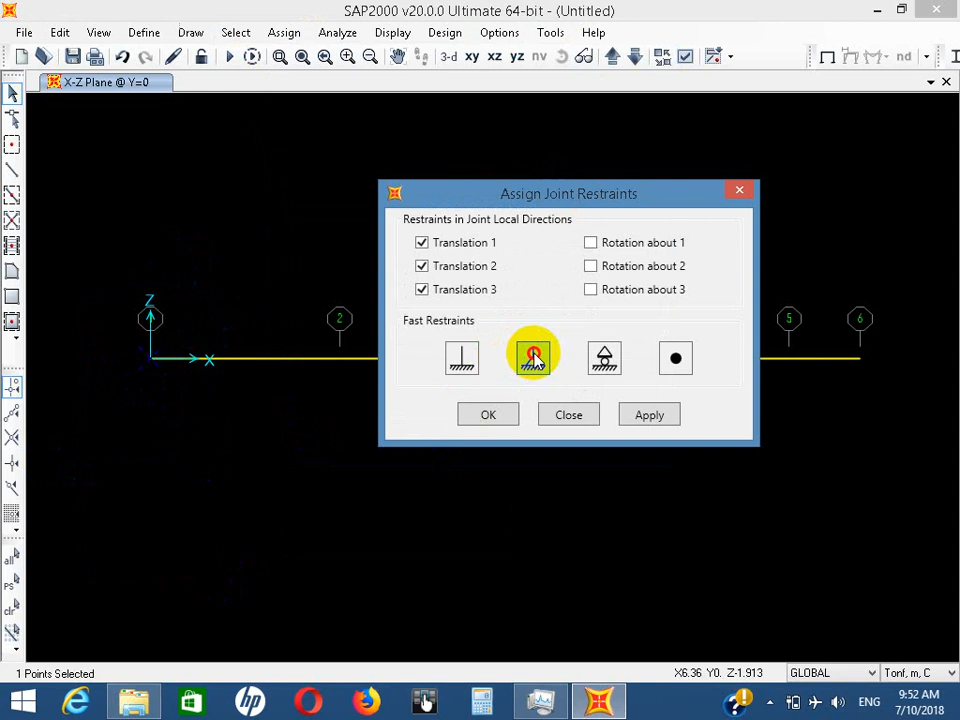 SAP2000 v20.0.0 Ultimate 64-bit - (Untitled)
File Edit View Define Draw Select Assign Analyze Display Design Options Tools Help
3-d xy xz yz nv nd
X-Z Plane @ Y=0
Assign Joint Restraints
Restraints in Joint Local Directions
Translation 1 Rotation about 1
Translation 2 Rotation about 2
Translation 3 Rotation about 3
Fast Restraints
OK Close Apply
Z
X
2
5
6
all
PS
clr
1 Points Selected
X6.36 Y0. Z-1.913
GLOBAL
Tonf, m, C
ENG
9:52 AM
7/10/2018